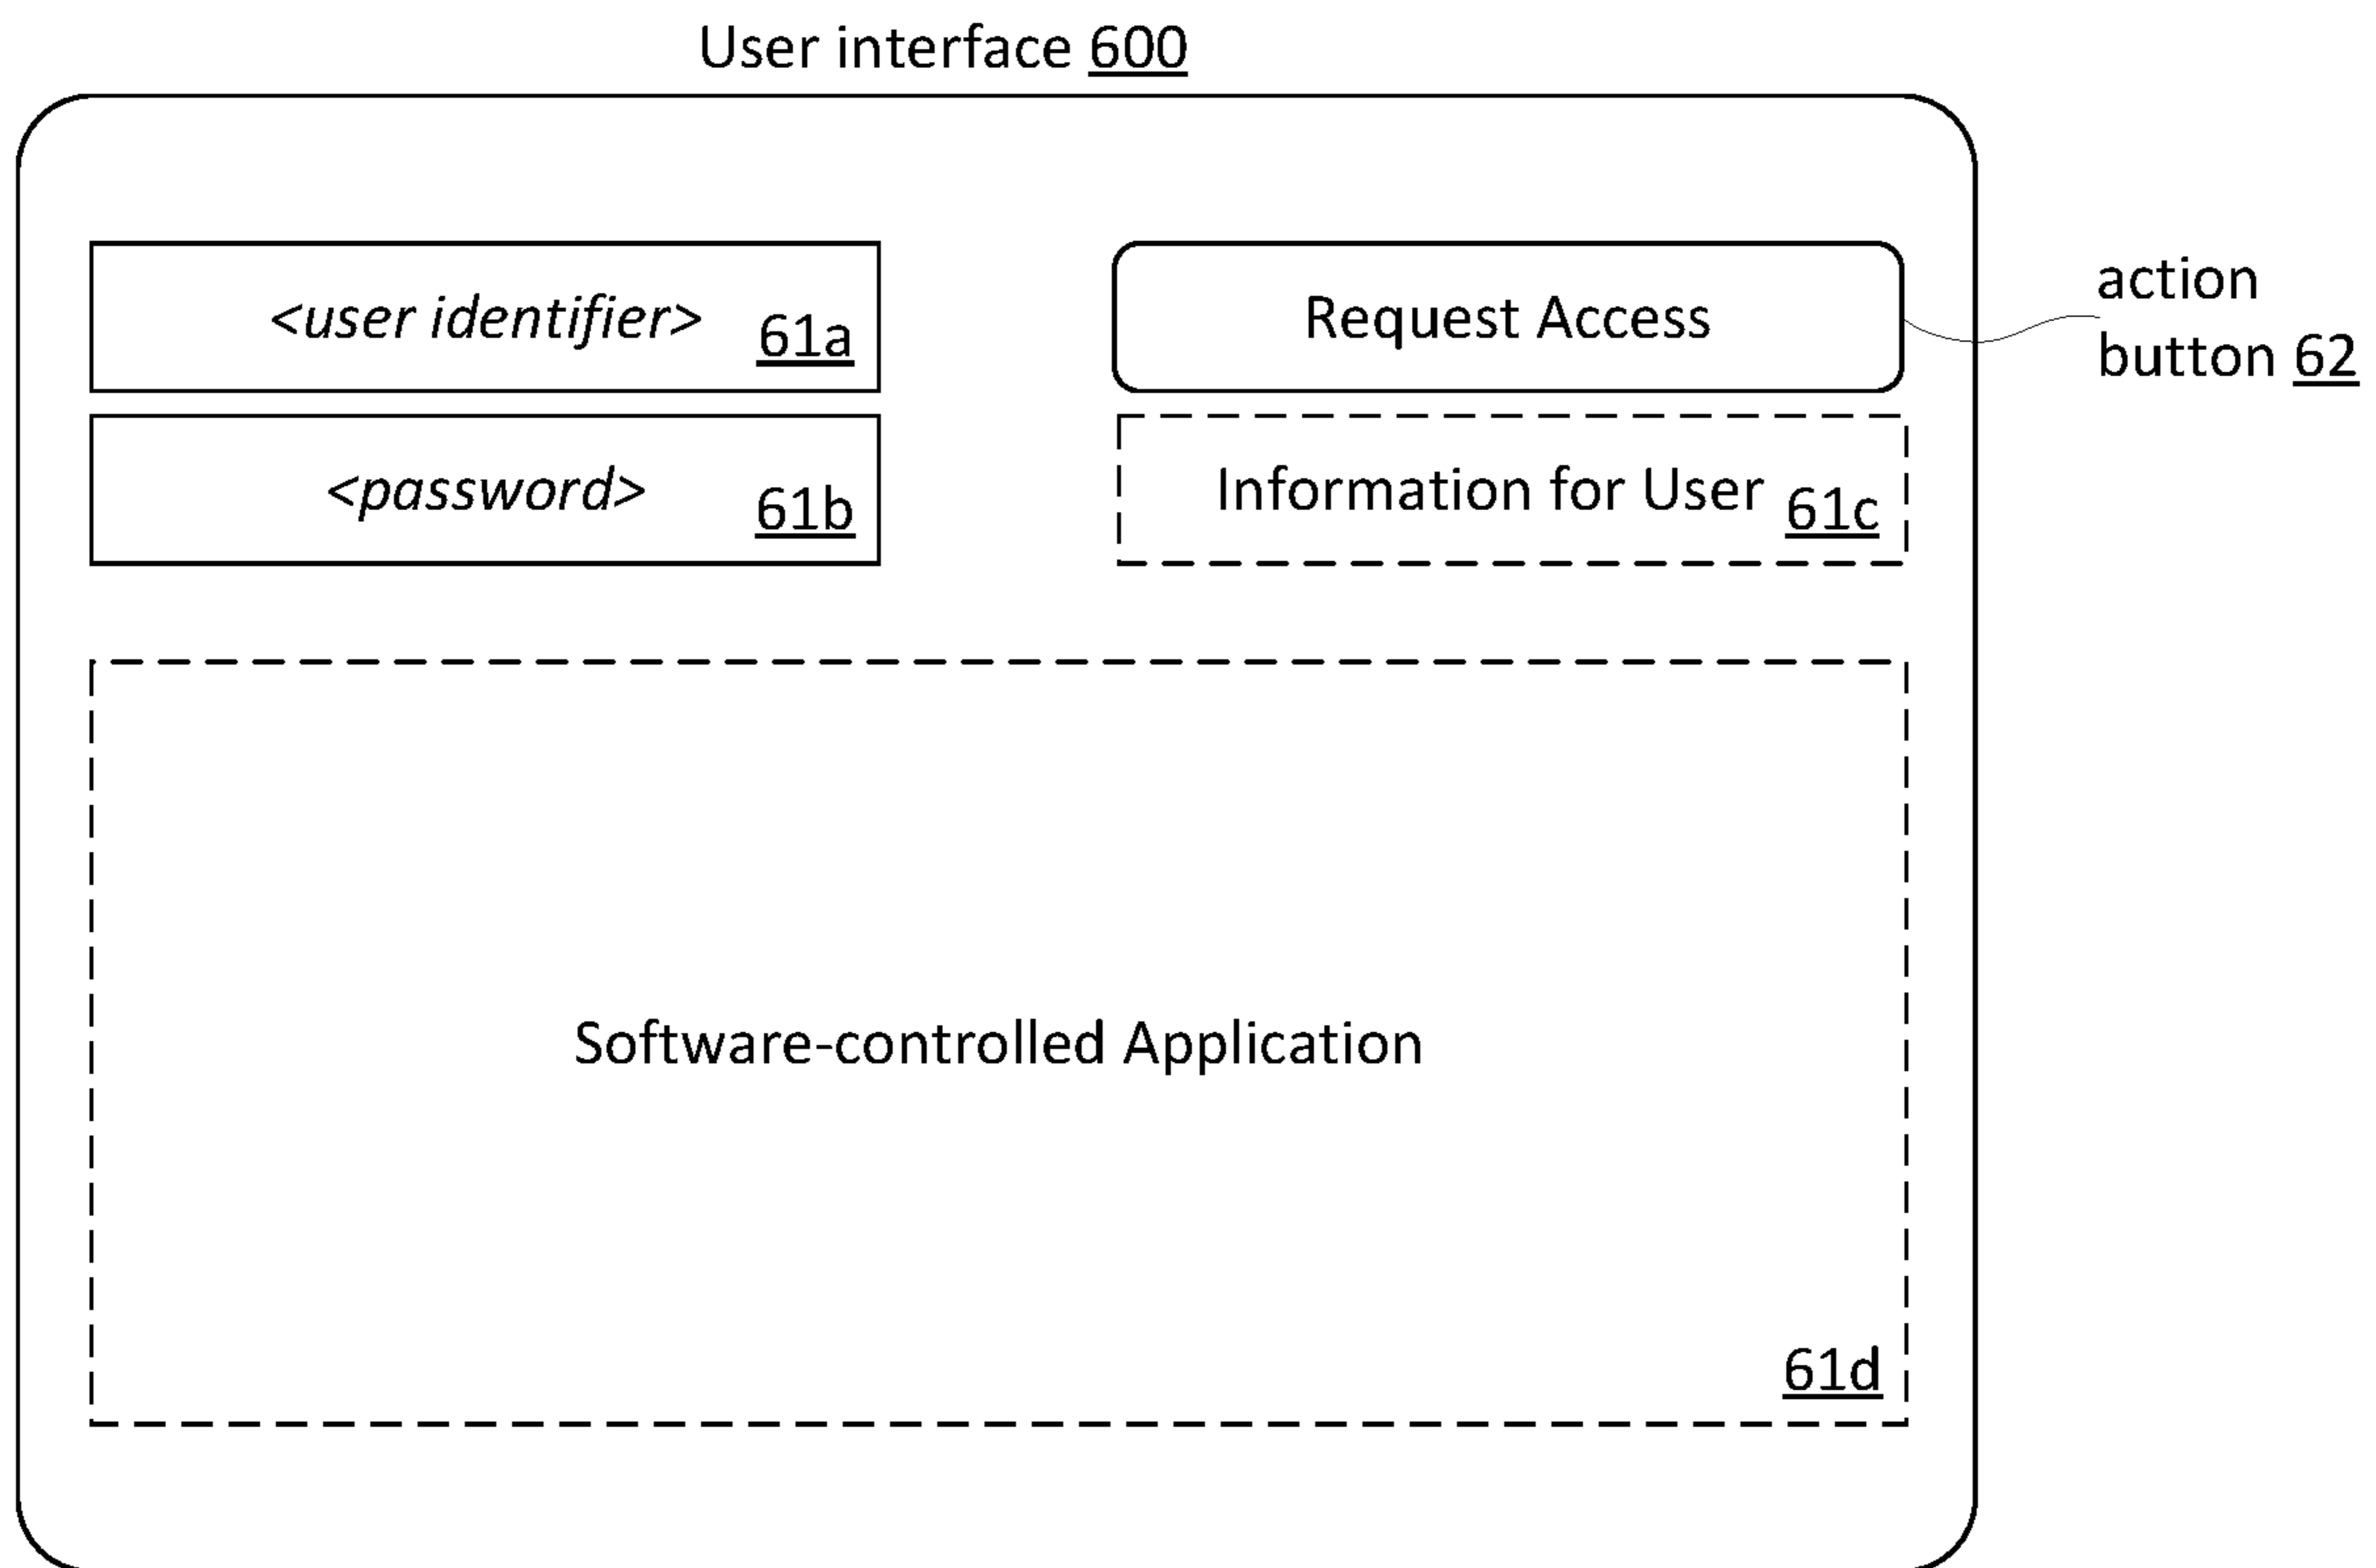 User interface 600
<user identifier> 61a
Request Access
action
button 62
<password> 61b
Information for User 61c
Software-controlled Application
61d